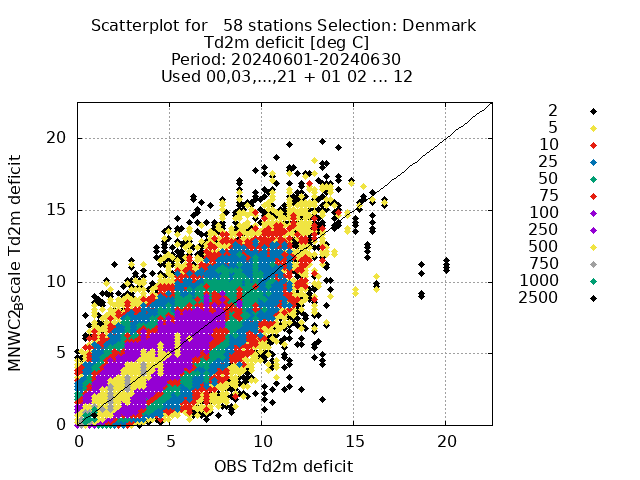 Scatterplot for   58 stations Selection: Denmark
Td2m deficit [deg C]
Period: 20240601-20240630
Used 00,03,...,21 + 01 02 ... 12
MNWC2gscale Td2m deficit
20
15
10
5
0
0 5 10 15 20
OBS Td2m deficit
2
5
10
25
50
75
100
250
500
750
1000
2500